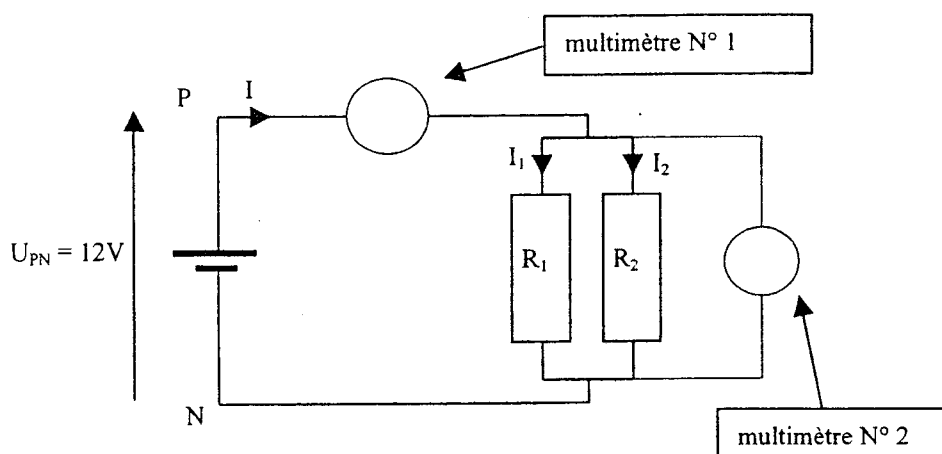 multimètre N° 1
P
I
I₁
I₂
U_PN = 12V
R₁
R₂
N
multimètre N° 2